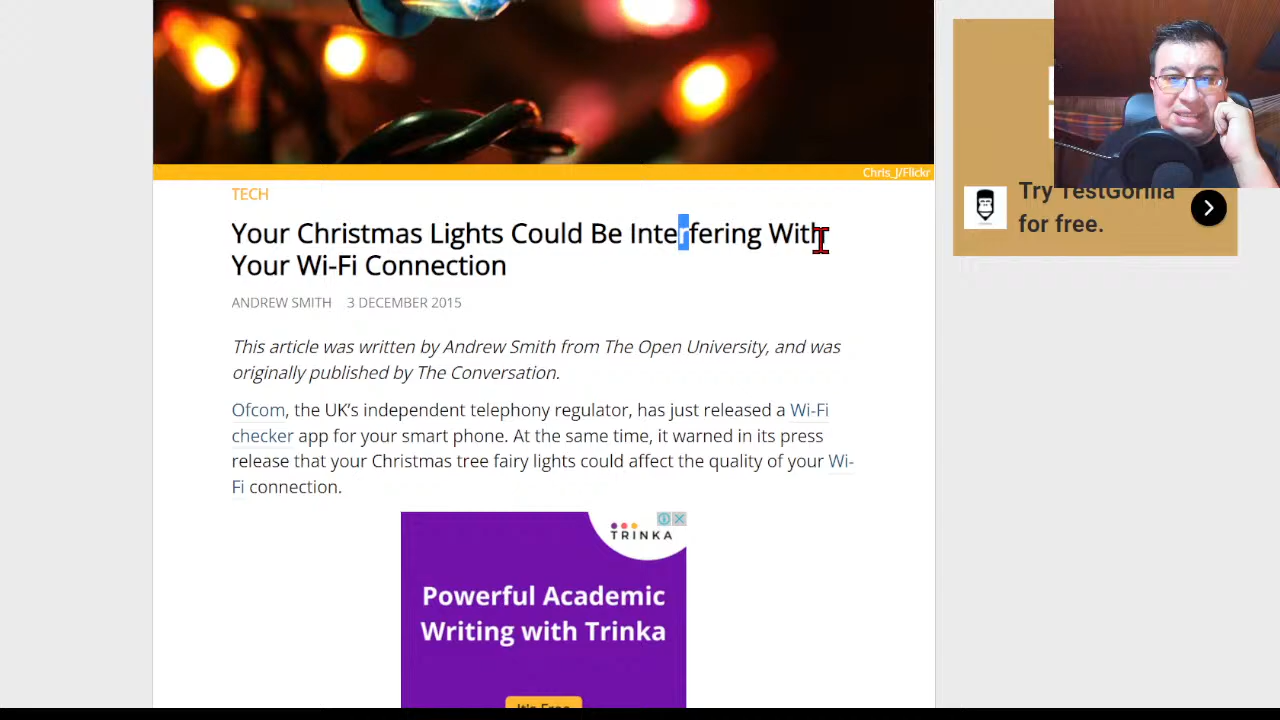 Chris_J/Flickr
TECH
Your Christmas Lights Could Be Interfering With
Your Wi-Fi Connection
ANDREW SMITH 3 DECEMBER 2015
This article was written by Andrew Smith from The Open University, and was
originally published by The Conversation.
Ofcom, the UK's independent telephony regulator, has just released a Wi-Fi
checker app for your smart phone. At the same time, it warned in its press
release that your Christmas tree fairy lights could affect the quality of your Wi-
Fi connection.
TRINKA
Powerful Academic
Writing with Trinka
It's Free
Try TestGorilla
for free.